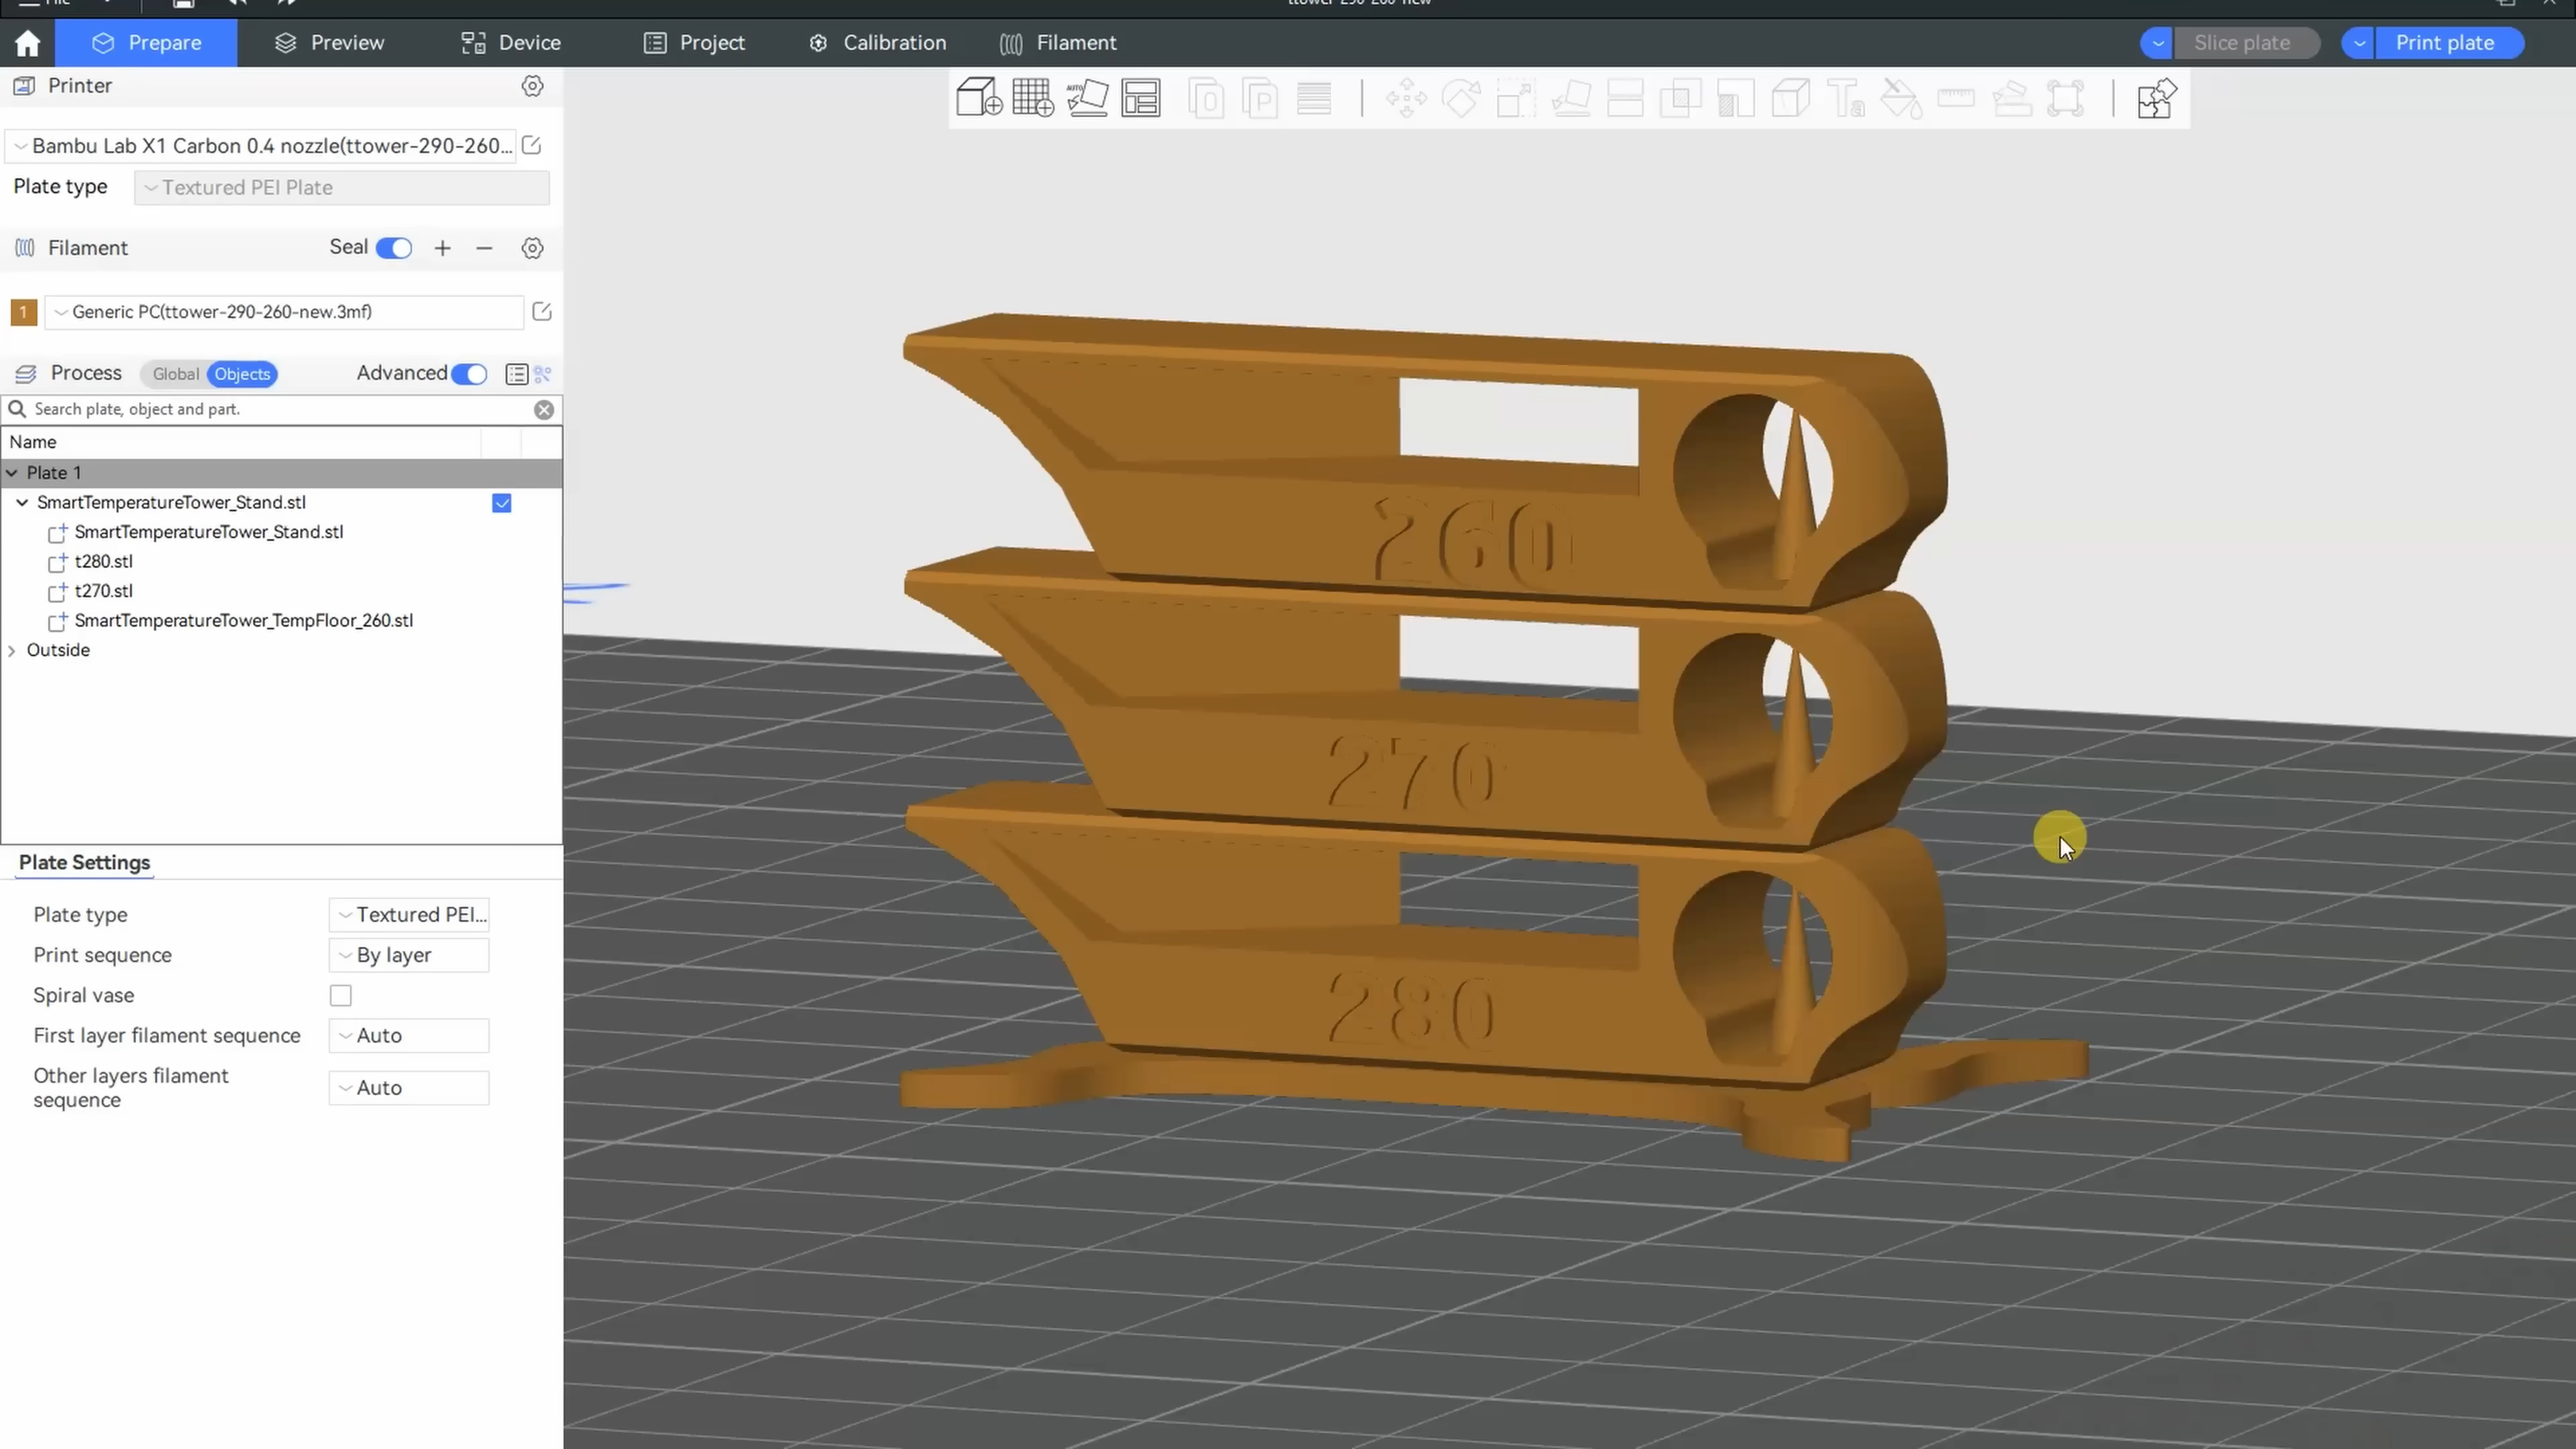 Prepare
Preview
Device
Project
Calibration
Filament
Slice plate
Print plate
Printer
Bambu Lab X1 Carbon 0.4 nozzle(ttower-290-260...
Plate type
Textured PEI Plate
Filament
Seal
1
Generic PC(ttower-290-260-new.3mf)
Process
Global
Objects
Advanced
Search plate, object and part.
Name
Plate 1
SmartTemperatureTower_Stand.stl
SmartTemperatureTower_Stand.stl
t280.stl
t270.stl
SmartTemperatureTower_TempFloor_260.stl
Outside
Plate Settings
Plate type
Textured PEI...
Print sequence
By layer
Spiral vase
First layer filament sequence
Auto
Other layers filament
sequence
Auto
AUTO
O
P
Ta
260
270
280